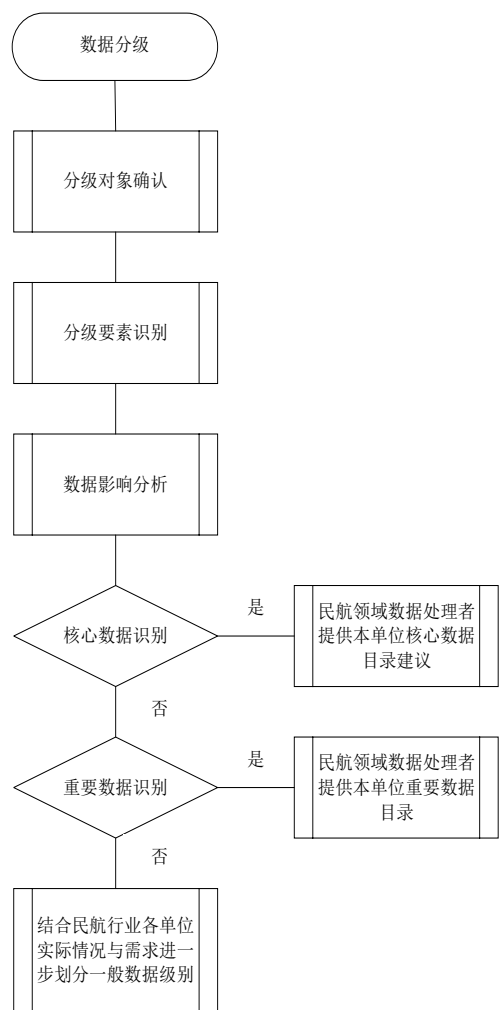 数据分级
分级对象确认
分级要素识别
数据影响分析
核心数据识别
是
民航领域数据处理者
提供本单位核心数据
目录建议
否
重要数据识别
是
民航领域数据处理者
提供本单位重要数据
目录
否
结合民航行业各单位
实际情况与需求进一
步划分一般数据级别